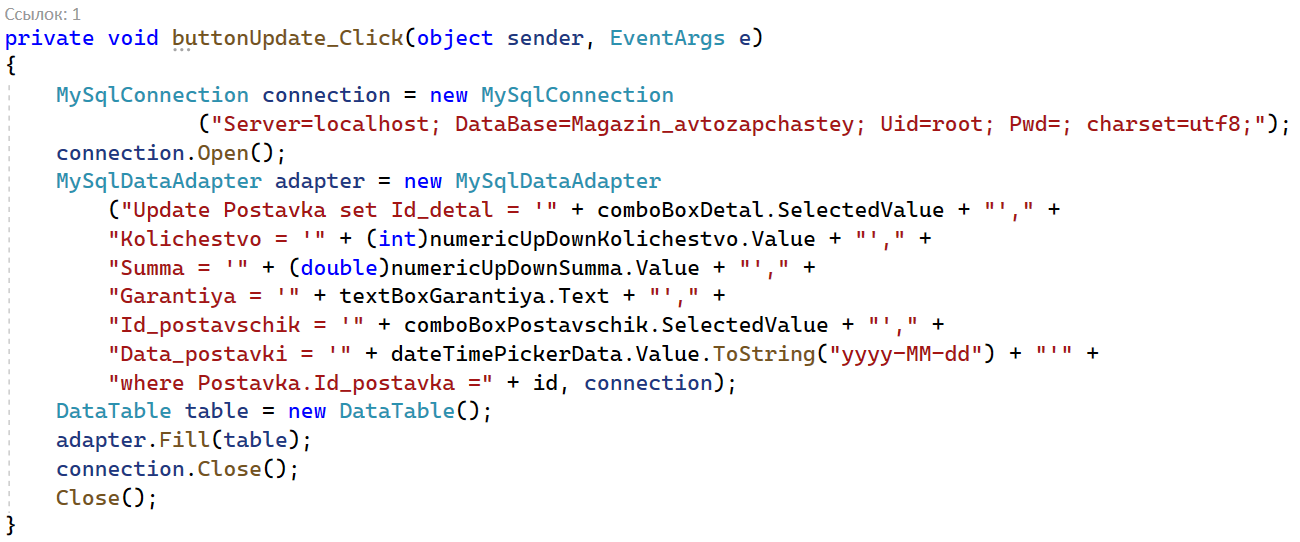 Ссылок: 1
private void buttonUpdate_Click(object sender, EventArgs e)
{
    MySqlConnection connection = new MySqlConnection
               ("Server=localhost; DataBase=Magazin_avtozapchastey; Uid=root; Pwd=; charset=utf8;");
    connection.Open();
    MySqlDataAdapter adapter = new MySqlDataAdapter
        ("Update Postavka set Id_detal = '" + comboBoxDetal.SelectedValue + "'," +
        "Kolichestvo = '" + (int)numericUpDownKolichestvo.Value + "'," +
        "Summa = '" + (double)numericUpDownSumma.Value + "'," +
        "Garantiya = '" + textBoxGarantiya.Text + "'," +
        "Id_postavschik = '" + comboBoxPostavschik.SelectedValue + "'," +
        "Data_postavki = '" + dateTimePickerData.Value.ToString("yyyy-MM-dd") + "'" +
        "where Postavka.Id_postavka =" + id, connection);
    DataTable table = new DataTable();
    adapter.Fill(table);
    connection.Close();
    Close();
}